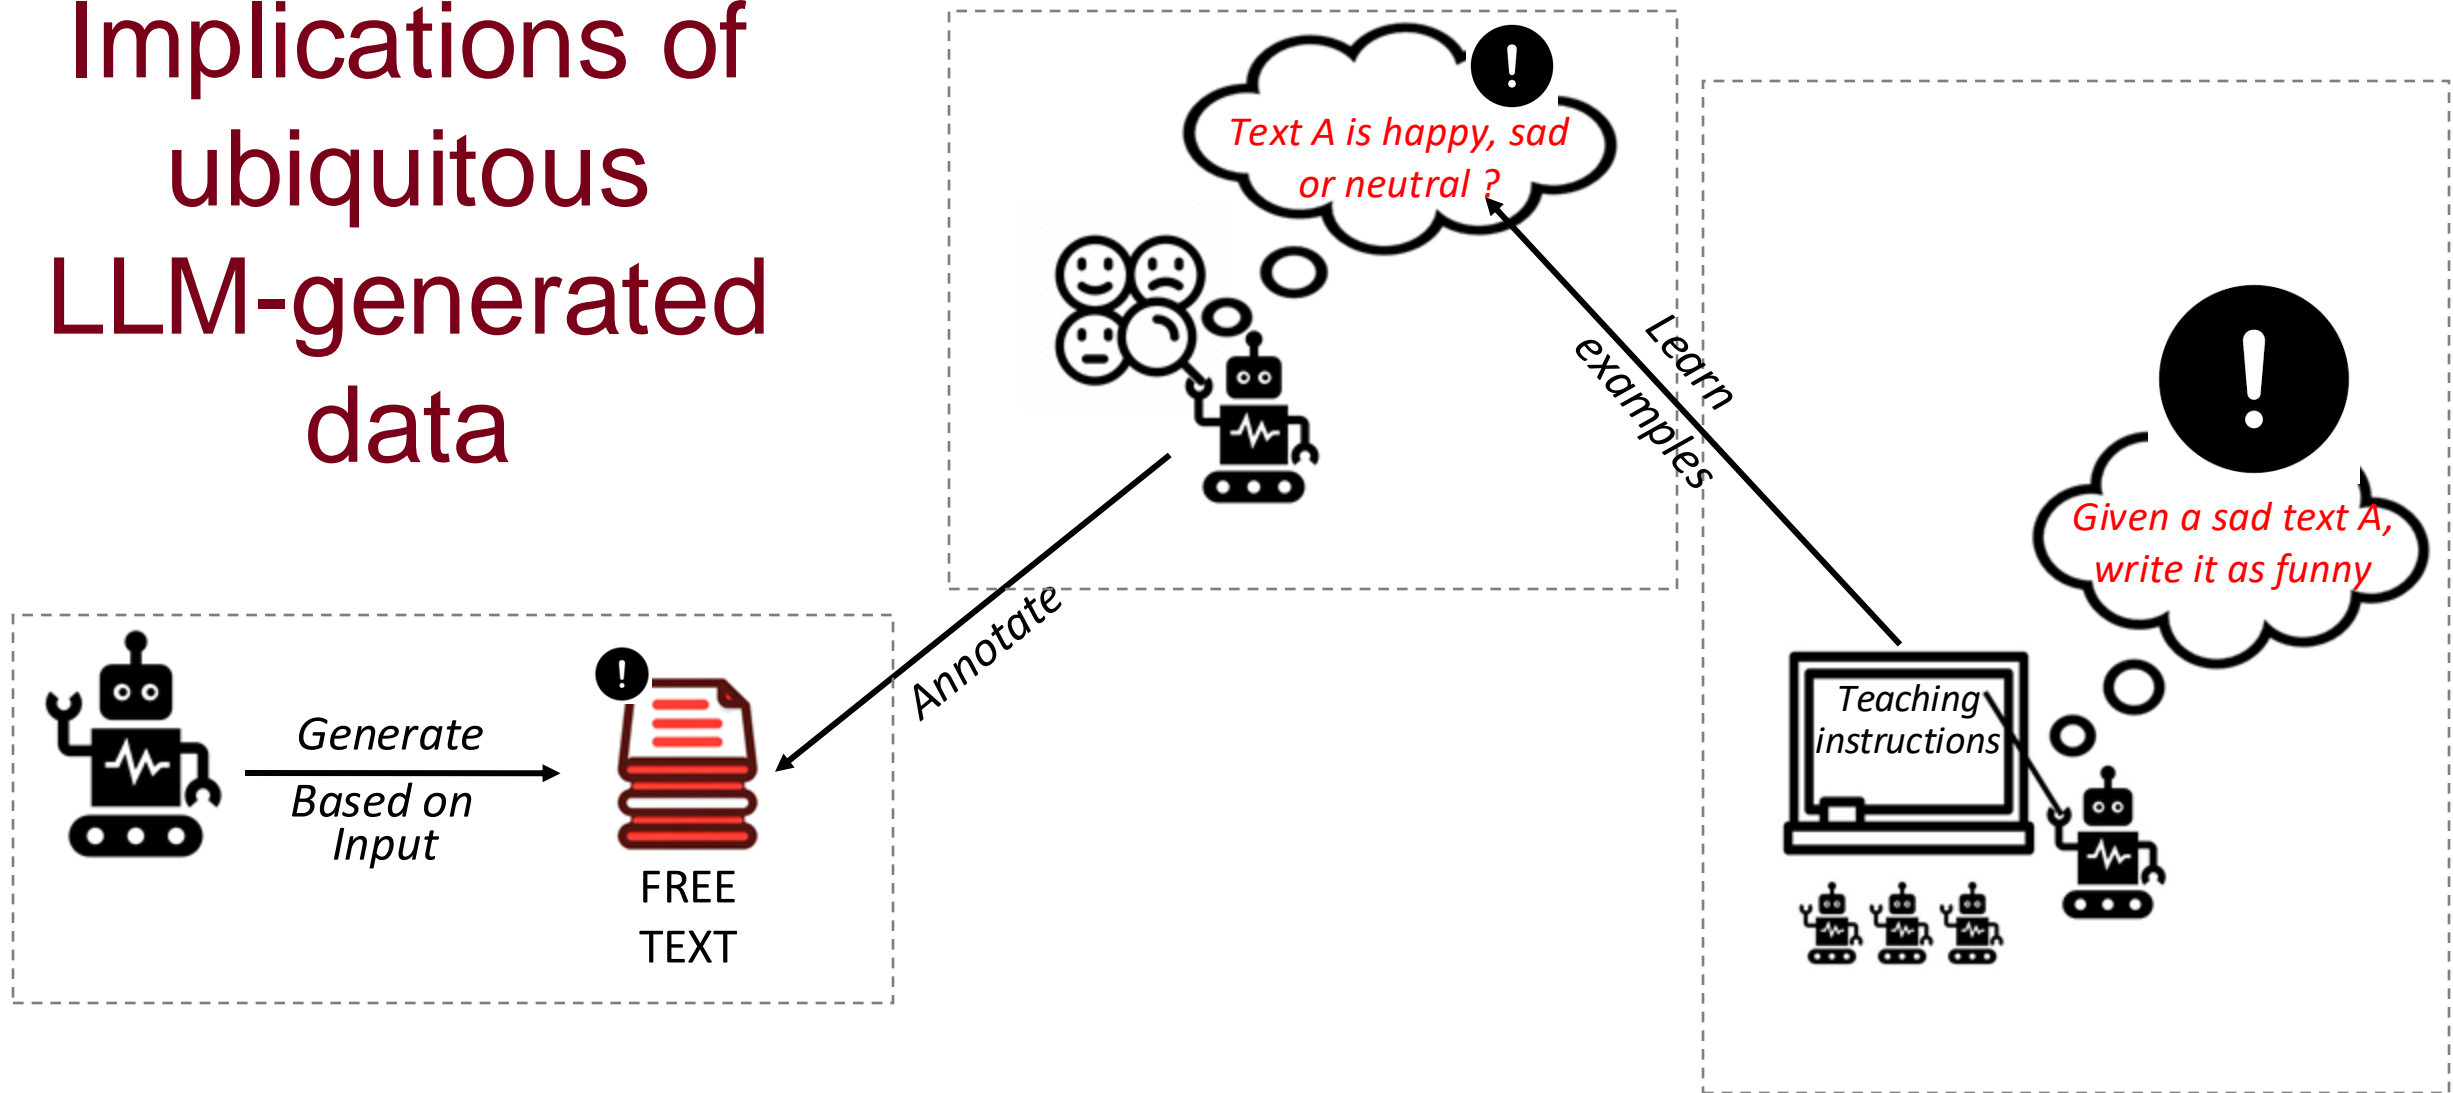 Implications of
ubiquitous
LLM-generated
data
Text A is happy, sad
or neutral ?
Learn
examples
Given a sad text A,
write it as funny
Annotate
Generate
Based on
Input
FREE
TEXT
Teaching
instructions